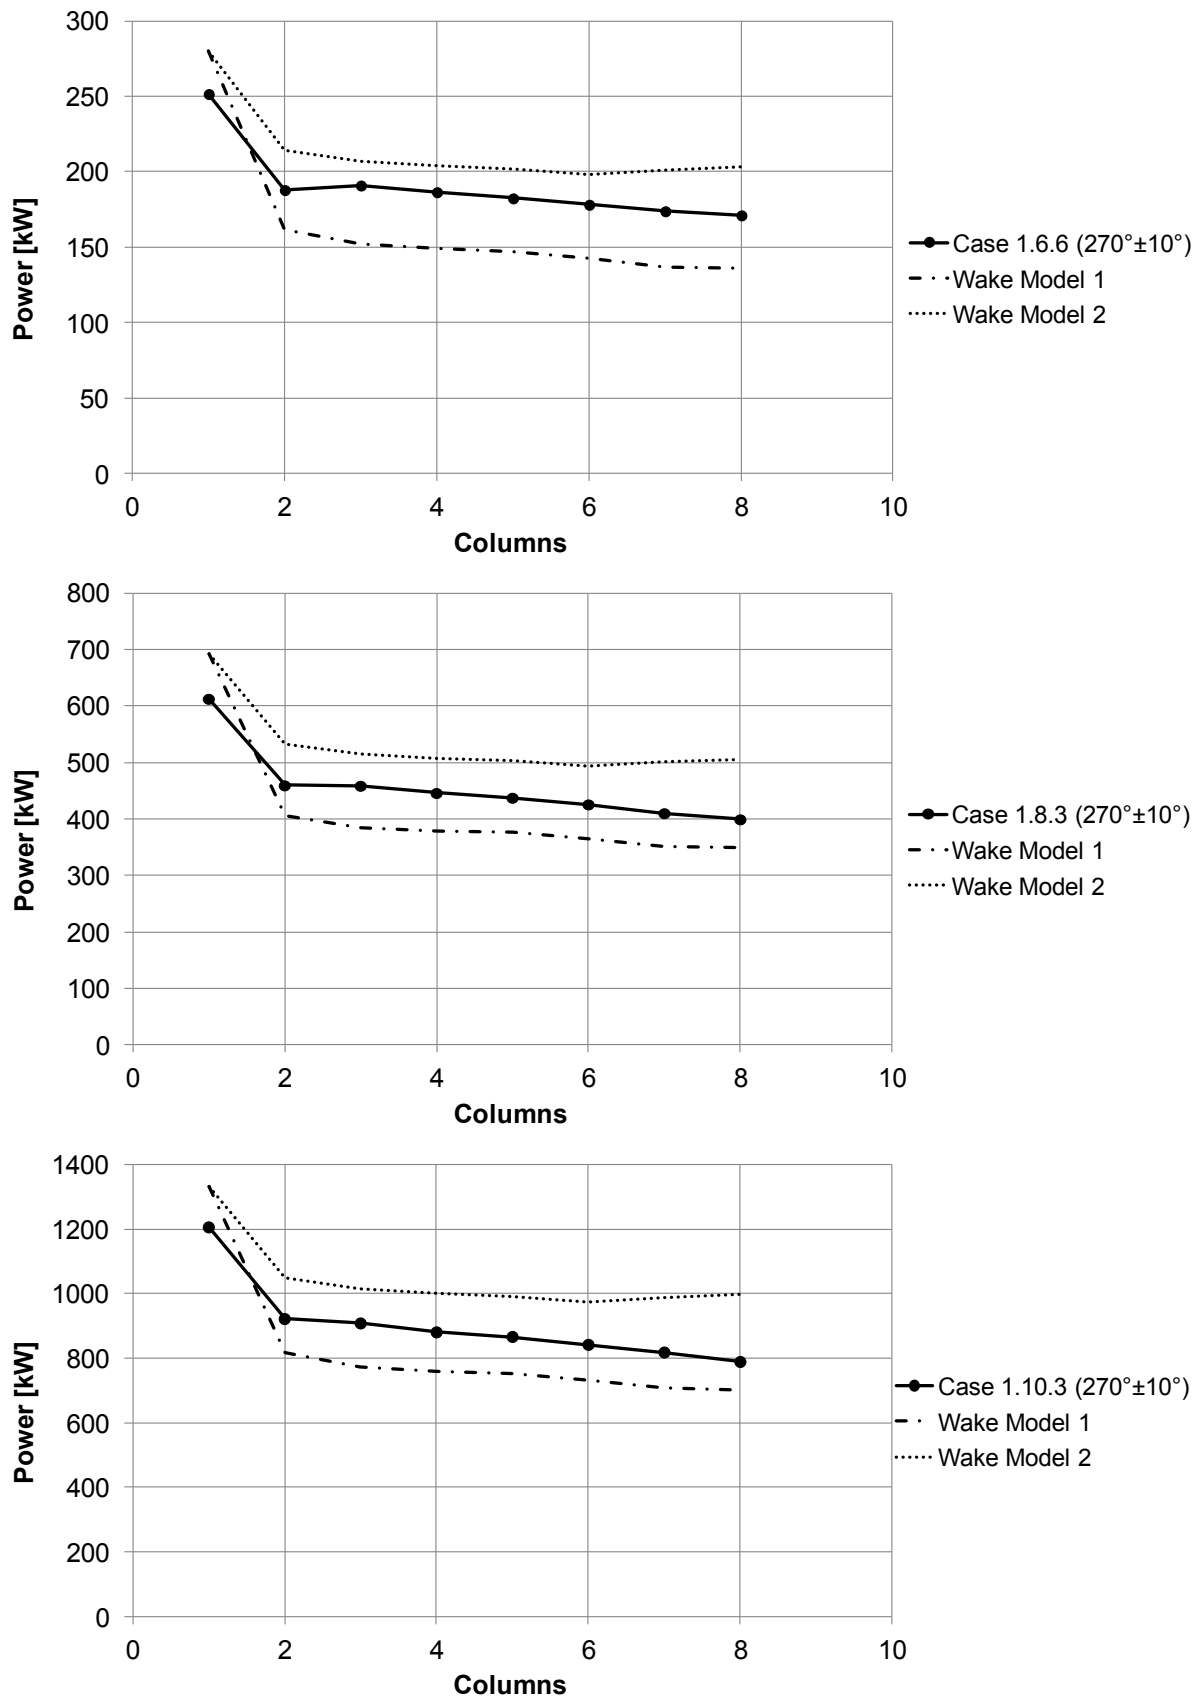 300
250
200
150
100
50
0
0 2 4 6 8 10
Power [kW]
Columns
Case 1.6.6 (270°±10°)
Wake Model 1
Wake Model 2
800
700
600
500
400
300
200
100
0
0 2 4 6 8 10
Power [kW]
Columns
Case 1.8.3 (270°±10°)
Wake Model 1
Wake Model 2
1400
1200
1000
800
600
400
200
0
0 2 4 6 8 10
Power [kW]
Columns
Case 1.10.3 (270°±10°)
Wake Model 1
Wake Model 2